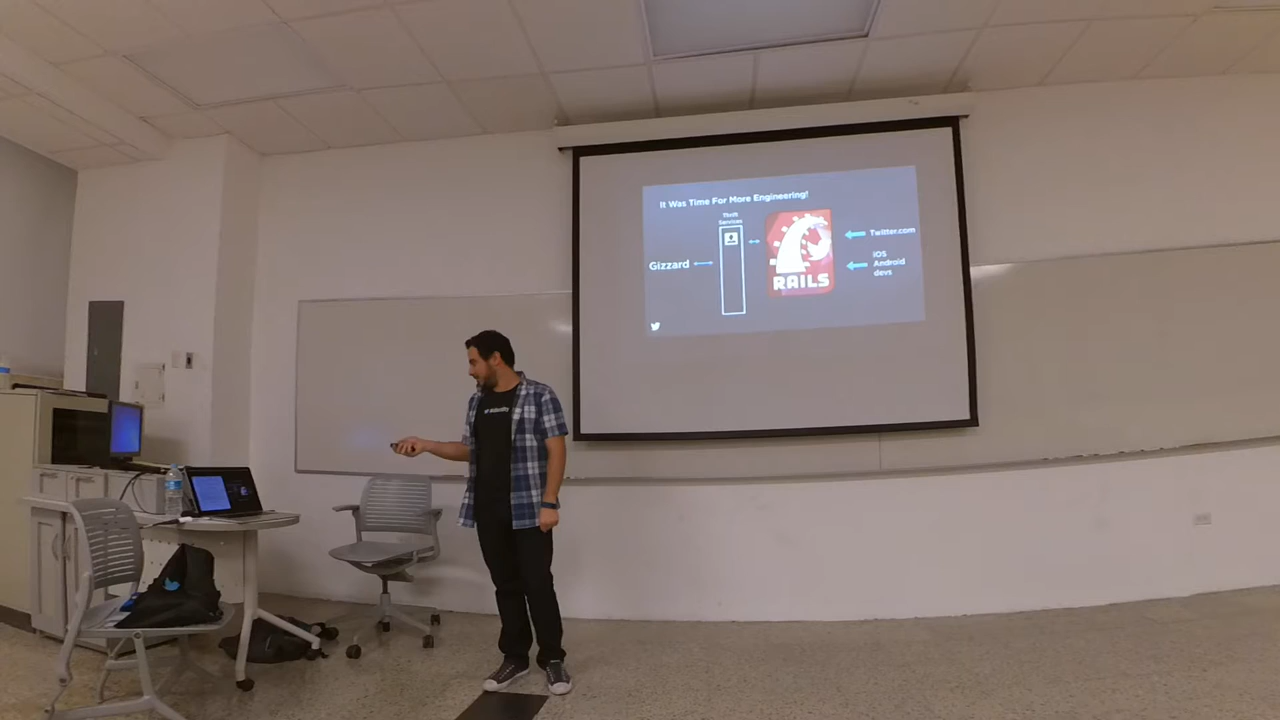 It Was Time For More Engineering!
Thrift
Services
Gizzard
RAILS
Twitter.com
iOS
Android
devs